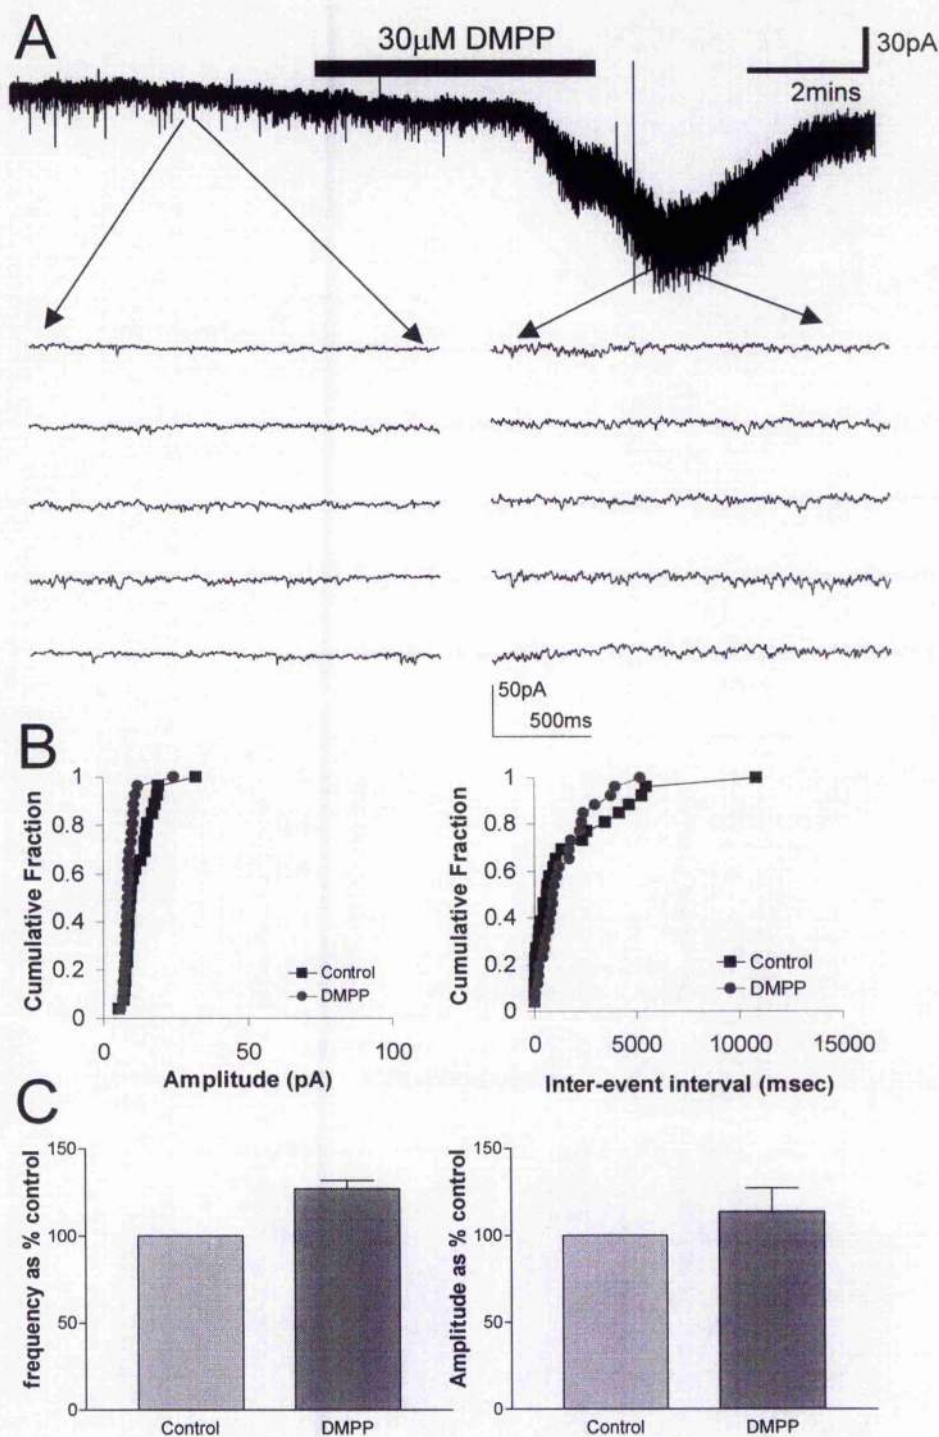 A
30μM DMPP
30pA
2mins
50pA
500ms
B
Cumulative Fraction
1
0.8
0.6
0.4
0.2
0
0
50
100
Amplitude (pA)
Control
DMPP
Cumulative Fraction
1
0.8
0.6
0.4
0.2
0
0
5000
10000
15000
Inter-event interval (msec)
Control
DMPP
C
frequency as % control
150
100
50
0
Control
DMPP
Amplitude as % control
150
100
50
0
Control
DMPP